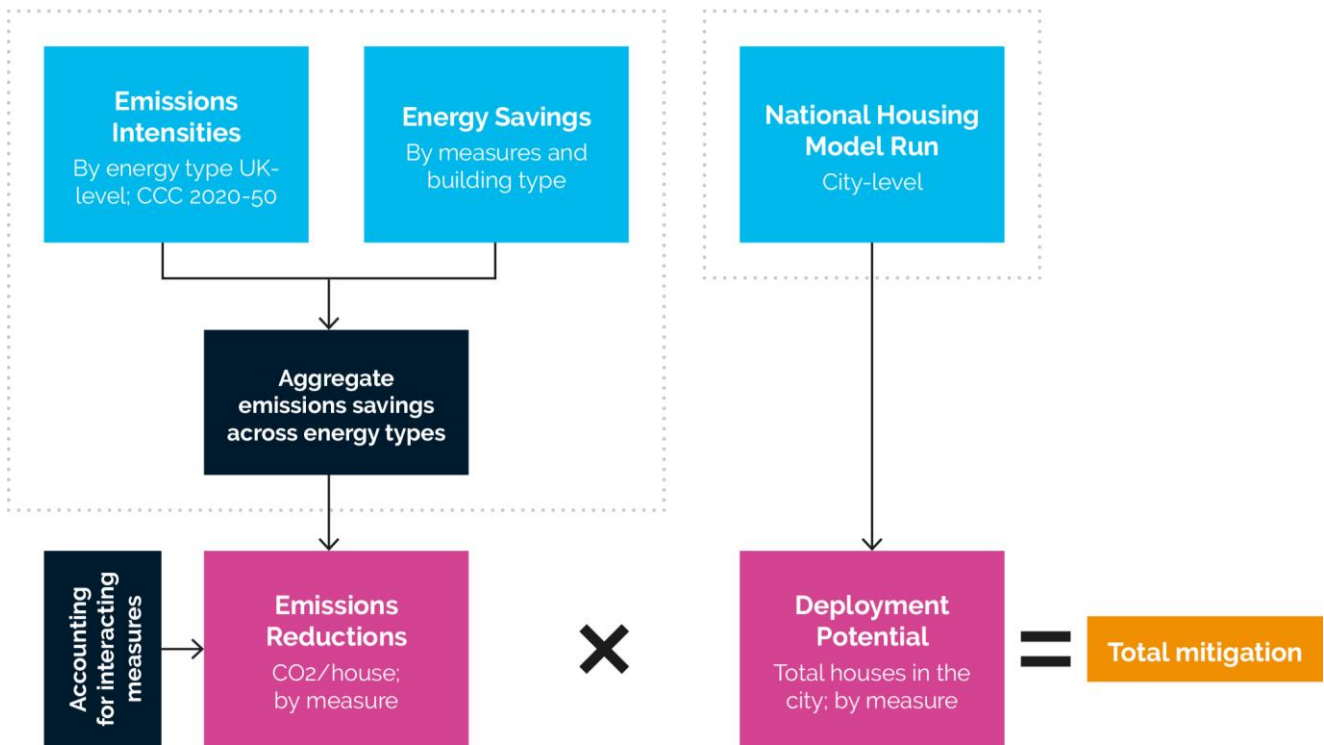 Emissions
Intensities
By energy type UK-
level; CCC 2020-50
Energy Savings
By measures and
building type
National Housing
Model Run
City-level
Aggregate
emissions savings
across energy types
Accounting
for interacting
measures
Emissions
Reductions
CO2/house;
by measure
×
Deployment
Potential
Total houses in the
city; by measure
=
Total mitigation